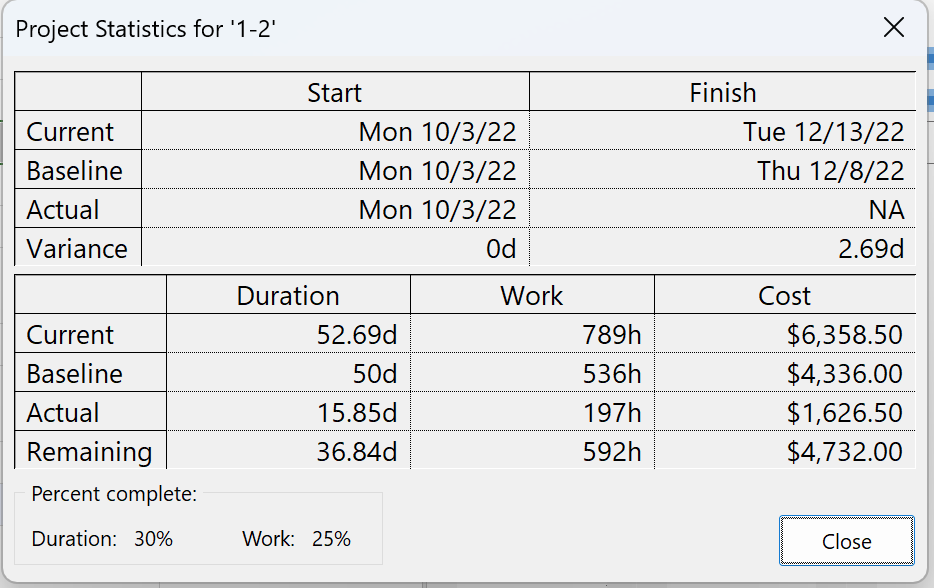 Project Statistics for '1-2'
Start Finish
Current Mon 10/3/22 Tue 12/13/22
Baseline Mon 10/3/22 Thu 12/8/22
Actual Mon 10/3/22 NA
Variance 0d 2.69d
Duration Work Cost
Current 52.69d 789h $6,358.50
Baseline 50d 536h $4,336.00
Actual 15.85d 197h $1,626.50
Remaining 36.84d 592h $4,732.00
Percent complete:
Duration: 30% Work: 25%
Close